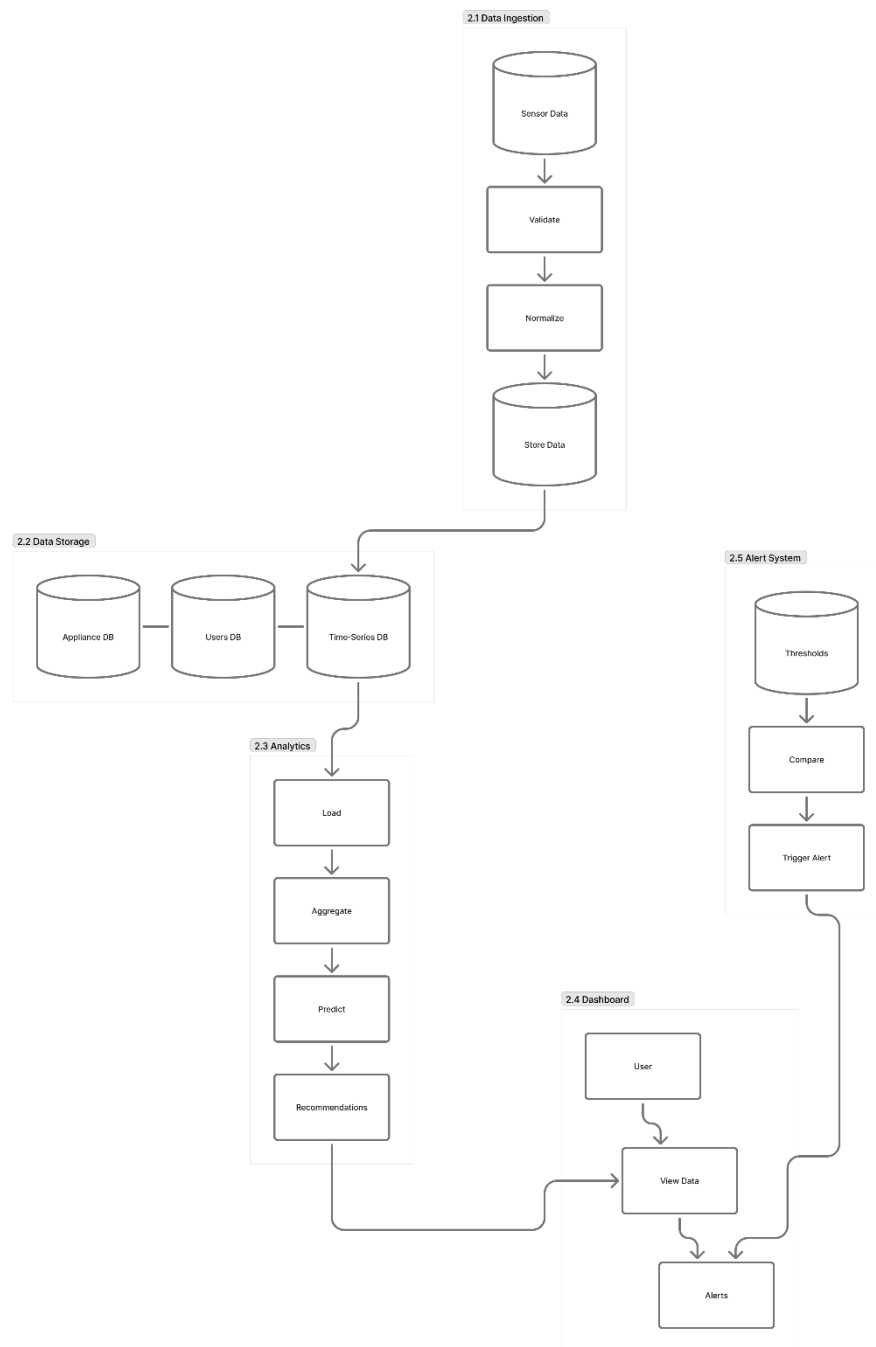 2.1 Data Ingestion
Sensor Data
Validate
Normalize
Store Data
2.2 Data Storage
Appliance DB
Users DB
Time-Series DB
2.3 Analytics
Load
Aggregate
Predict
Recommendations
2.5 Alert System
Thresholds
Compare
Trigger Alert
2.4 Dashboard
User
View Data
Alerts